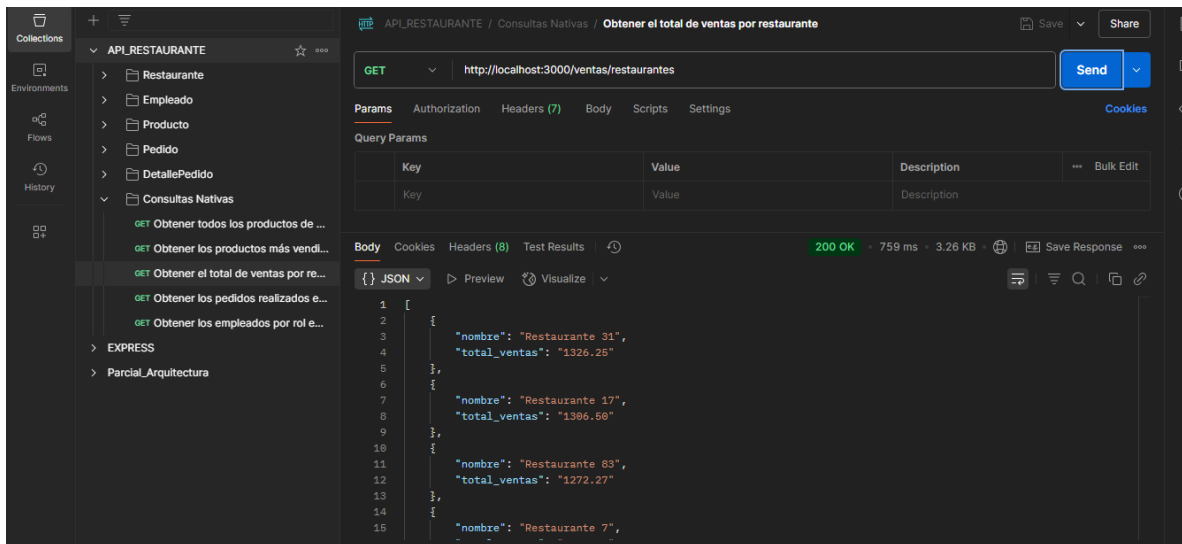 Collections
Environments
Flows
History
API_RESTAURANTE
Restaurante
Empleado
Producto
Pedido
DetallePedido
Consultas Nativas
GET Obtener todos los productos de ...
GET Obtener los productos más vendi...
GET Obtener el total de ventas por re...
GET Obtener los pedidos realizados e...
GET Obtener los empleados por rol e...
EXPRESS
Parcial_Arquitectura
HTTP API_RESTAURANTE / Consultas Nativas / Obtener el total de ventas por restaurante
Save Share
GET http://localhost:3000/ventas/restaurantes Send
Params Authorization Headers (7) Body Scripts Settings Cookies
Query Params
Key Value Description Bulk Edit
Key Value Description
Body Cookies Headers (8) Test Results 200 OK 759 ms 3.26 KB Save Response
{} JSON Preview Visualize
1 [
2 {
3 "nombre": "Restaurante 31",
4 "total_ventas": "1326.25"
5 },
6 {
7 "nombre": "Restaurante 17",
8 "total_ventas": "1306.50"
9 },
10 {
11 "nombre": "Restaurante 83",
12 "total_ventas": "1272.27"
13 },
14 {
15 "nombre": "Restaurante 7",